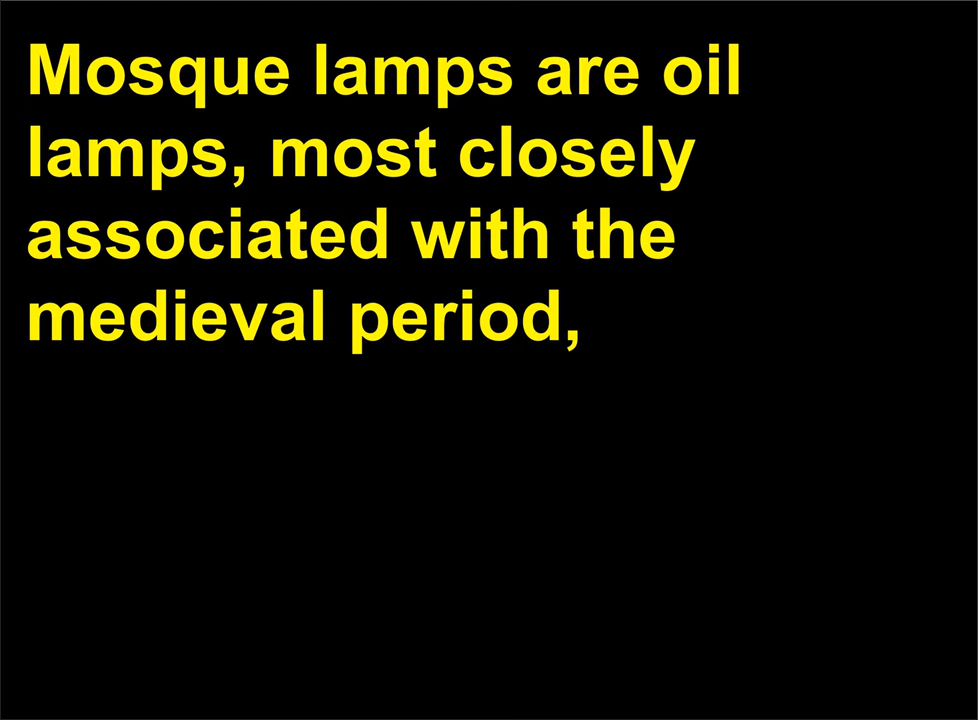 Mosque lamps are oil
lamps, most closely
associated with the
medieval period,